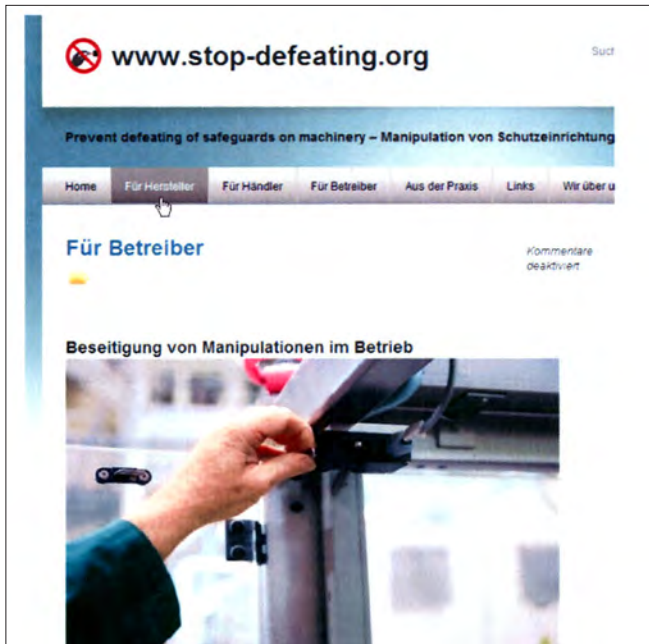 www.stop-defeating.org
Such
Prevent defeating of safeguards on machinery – Manipulation von Schutzeinrichtung
Home Für Hersteller Für Händler Für Betreiber Aus der Praxis Links Wir über u
Für Betreiber
Kommentare
deaktiviert
Beseitigung von Manipulationen im Betrieb